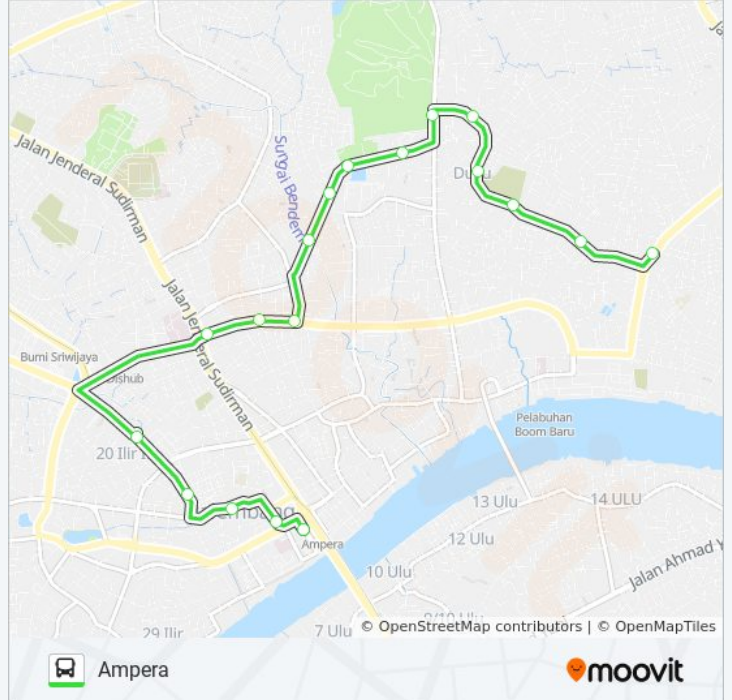 Jalan Jenderal Sudirman
Sungai Bendem
Jalan Jenderal Sudirman
Bumi Sriwijaya
Dishub
20 Ilir
Pelabuhan
Boom Baru
13 Ulu
14 ULU
12 Ulu
Ampera
10 Ulu
Jalan Ahmad Y
29 Ilir
7 Ulu
© OpenStreetMap contributors | © OpenMapTiles
Ampera
moovit